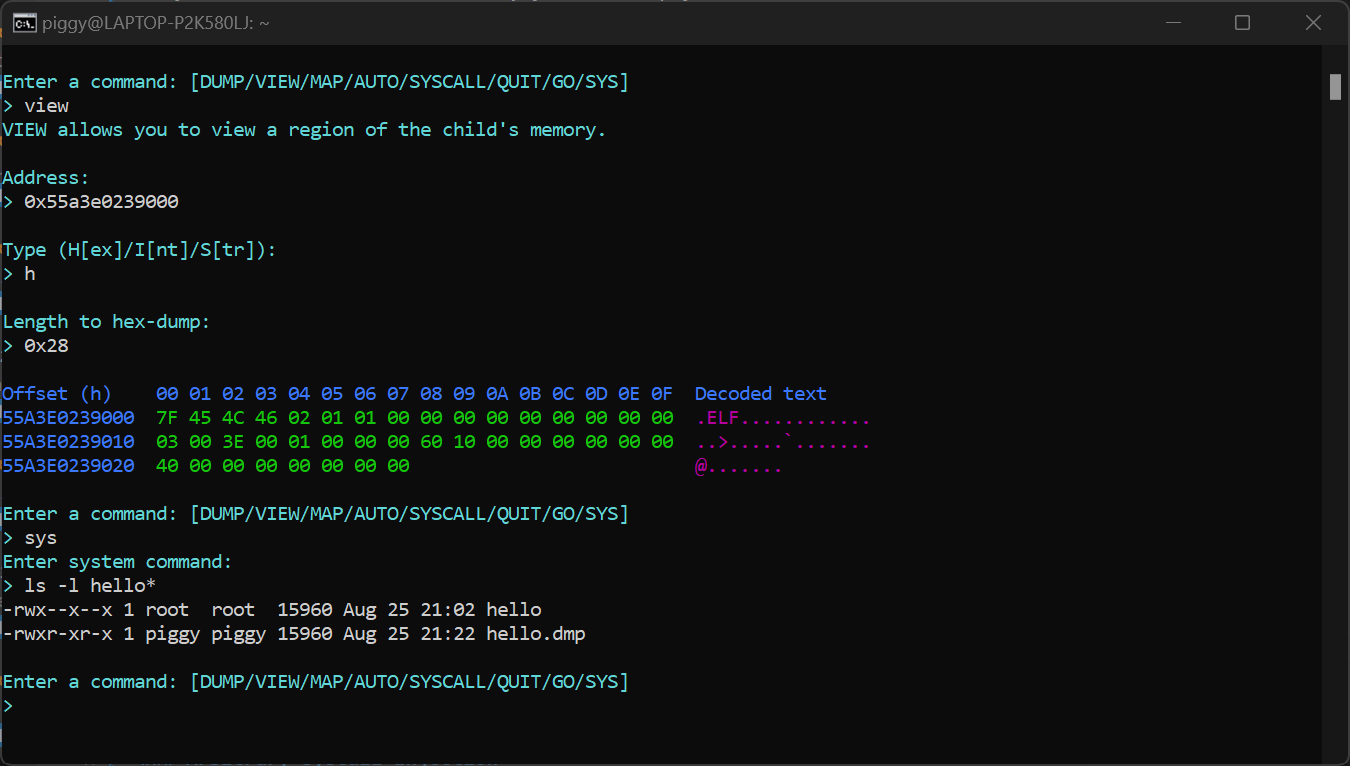 piggy@LAPTOP-P2K580LJ: ~
Enter a command: [DUMP/VIEW/MAP/AUTO/SYSCALL/QUIT/GO/SYS]
> view
VIEW allows you to view a region of the child's memory.
Address:
> 0x55a3e0239000
Type (H[ex]/I[nt]/S[tr]):
> h
Length to hex-dump:
> 0x28
Offset (h)    00 01 02 03 04 05 06 07 08 09 0A 0B 0C 0D 0E 0F  Decoded text
55A3E0239000  7F 45 4C 46 02 01 01 00 00 00 00 00 00 00 00 00  .ELF............
55A3E0239010  03 00 3E 00 01 00 00 00 60 10 00 00 00 00 00 00  ..>.....`.......
55A3E0239020  40 00 00 00 00 00 00 00                          @.......
Enter a command: [DUMP/VIEW/MAP/AUTO/SYSCALL/QUIT/GO/SYS]
> sys
Enter system command:
> ls -l hello*
-rwx--x--x 1 root  root  15960 Aug 25 21:02 hello
-rwxr-xr-x 1 piggy piggy 15960 Aug 25 21:22 hello.dmp
Enter a command: [DUMP/VIEW/MAP/AUTO/SYSCALL/QUIT/GO/SYS]
>